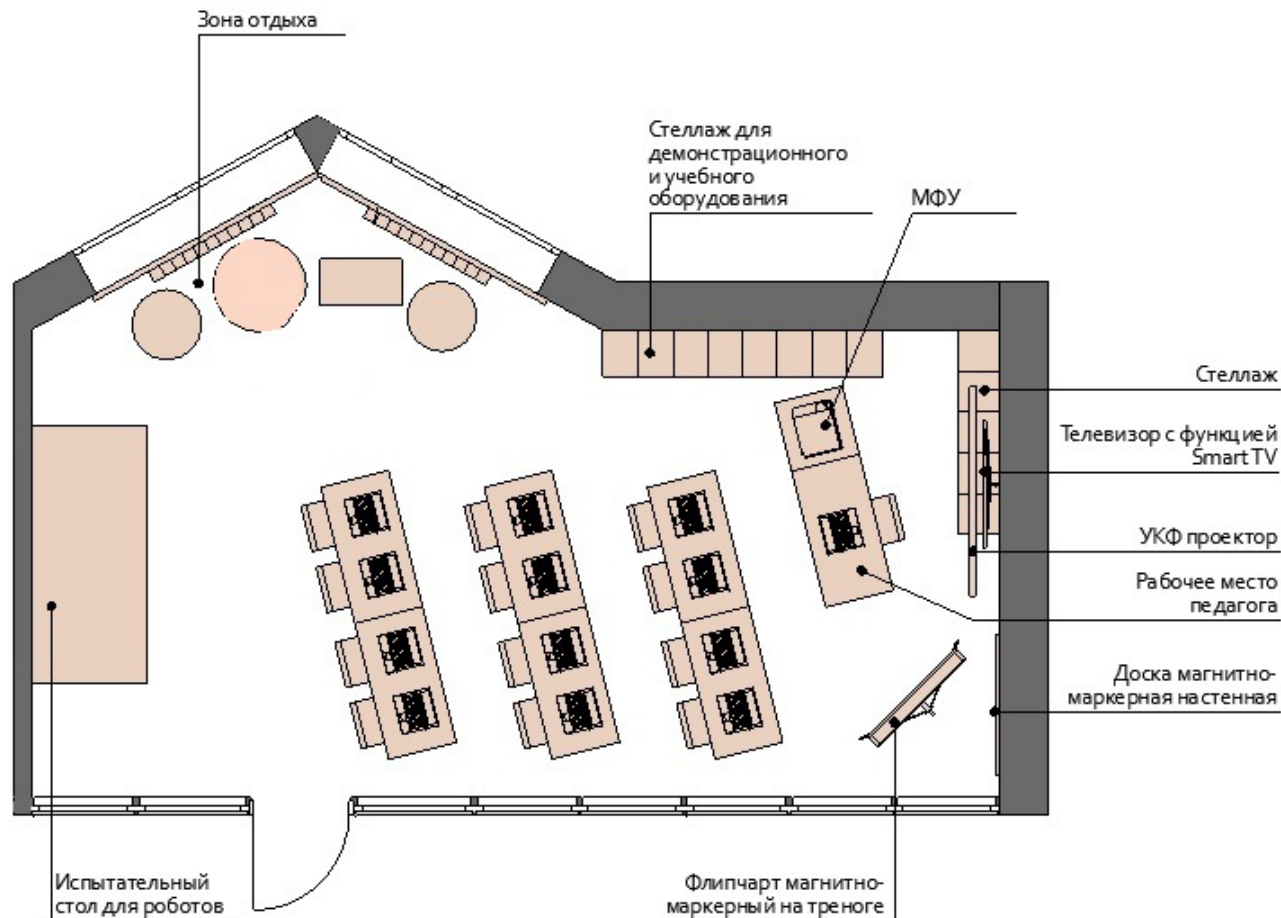 Зона отдыха
Стеллаж для
демонстрационного
и учебного
оборудования
МФУ
Стеллаж
Телевизор с функцией
Smart TV
УКФ проектор
Рабочее место
педагога
Доска магнитно-
маркерная настенная
Испытательный
стол для роботов
Флипчарт магнитно-
маркерный на треноге